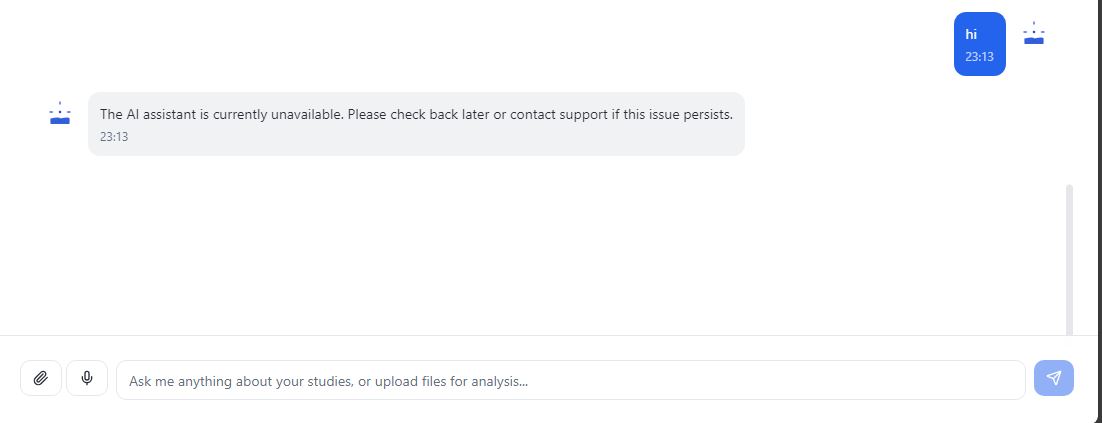 hi
23:13
The AI assistant is currently unavailable. Please check back later or contact support if this issue persists.
23:13
Ask me anything about your studies, or upload files for analysis...